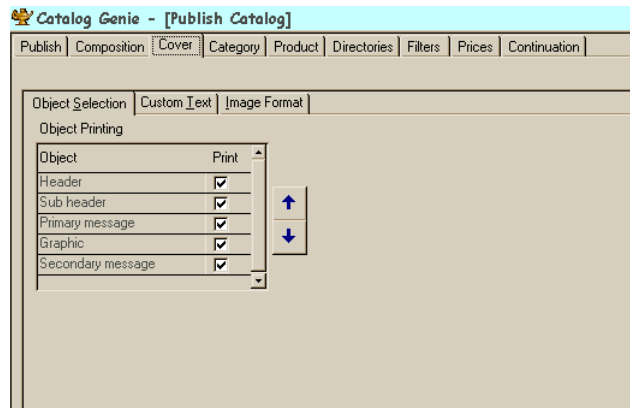 Catalog Genie - [Publish Catalog]
Publish Composition Cover Category Product Directories Filters Prices Continuation
Object Selection Custom Text Image Format
Object Printing
Object Print
Header
Sub header
Primary message
Graphic
Secondary message